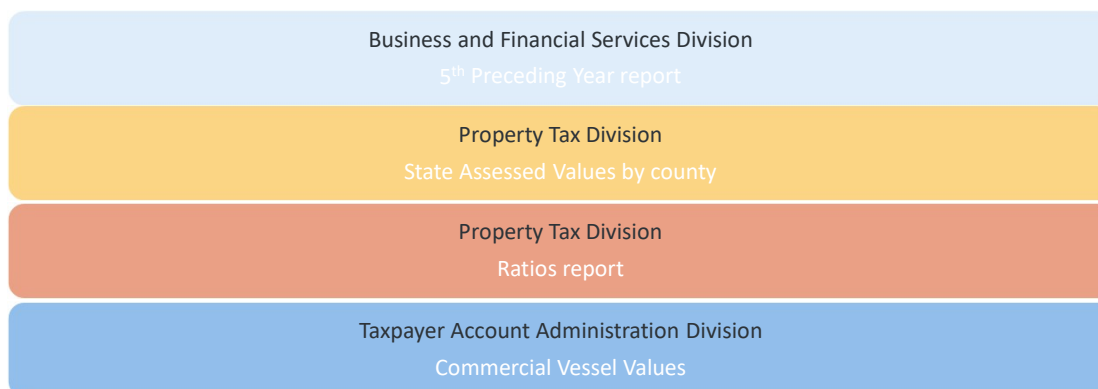 Business and Financial Services Division
5th Preceding Year report
Property Tax Division
State Assessed Values by county
Property Tax Division
Ratios report
Taxpayer Account Administration Division
Commercial Vessel Values